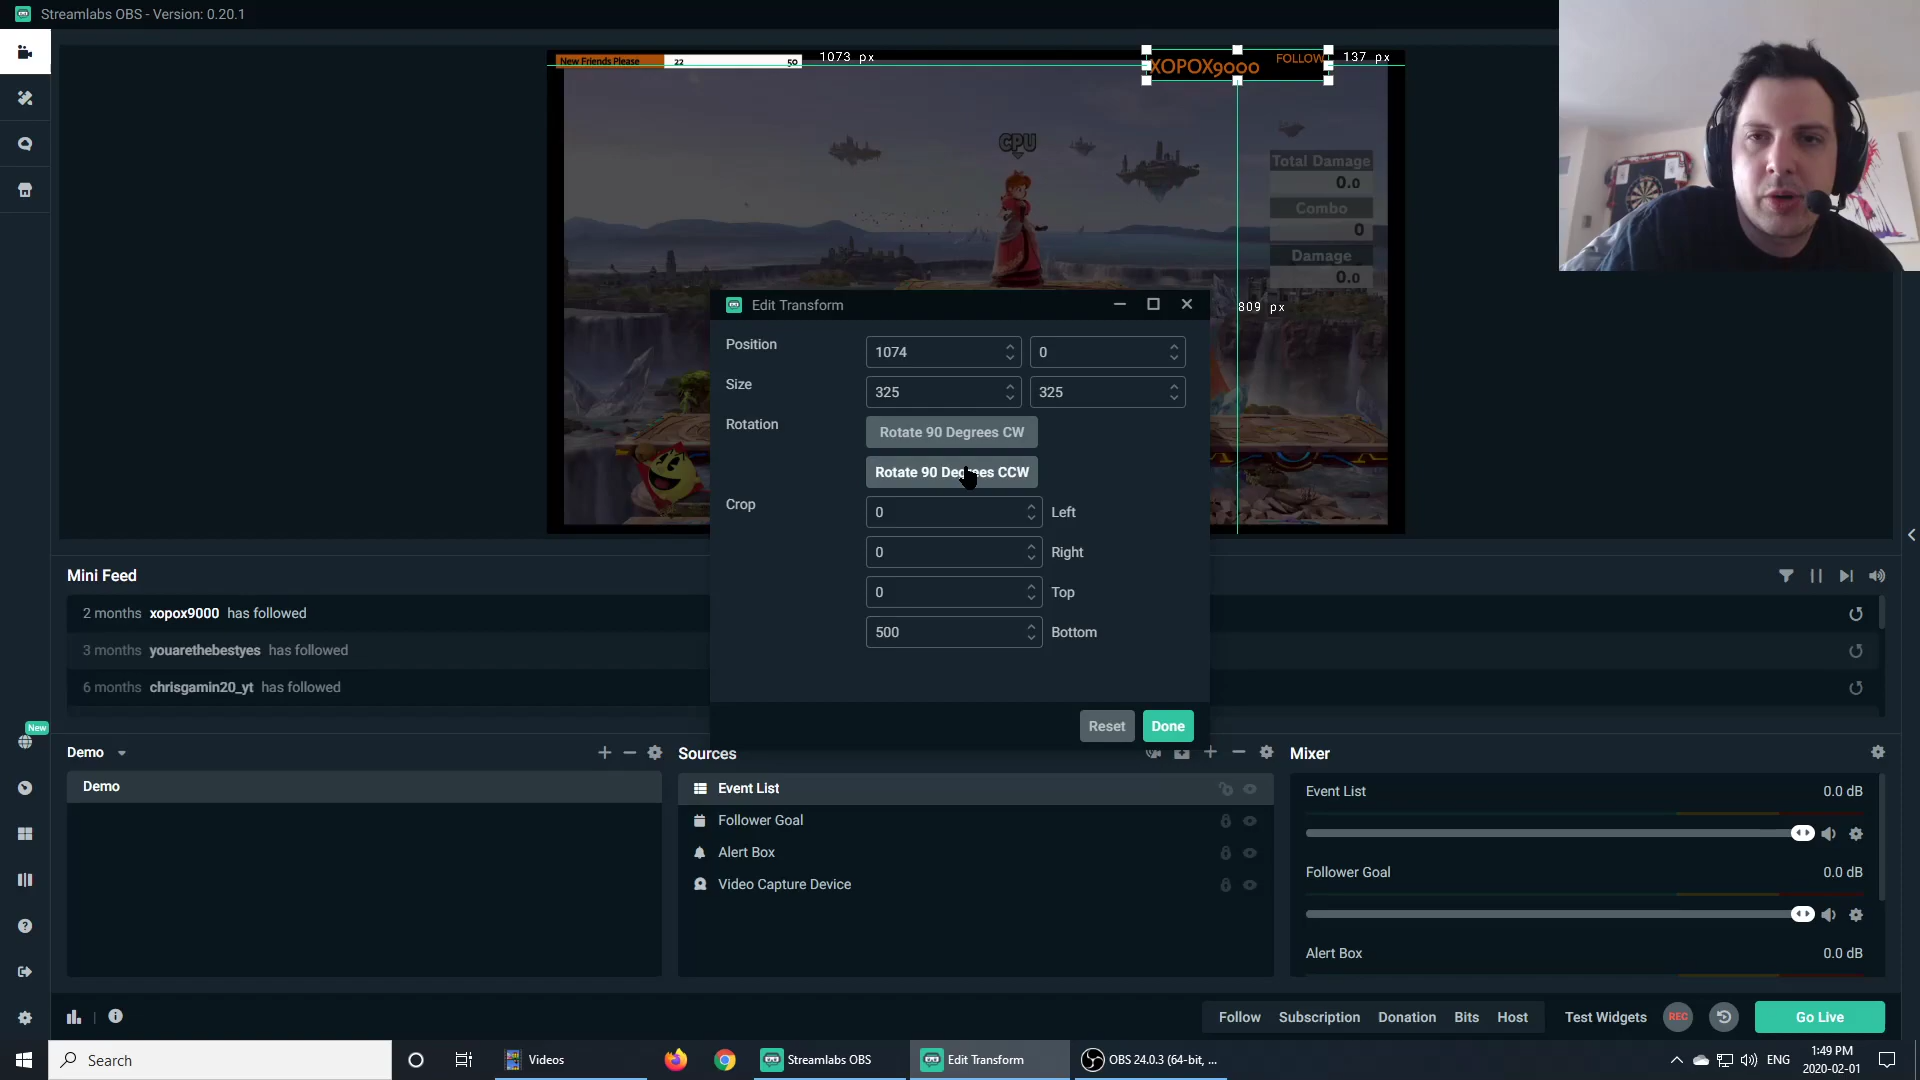 Streamlabs OBS - Version: 0.20.1
New Friends Please 22 50
1073 px
XOPOX9000 FOLLOW
137 px
CPU
Total Damage
0.0
Combo
0
Damage
0.0
809 px
Edit Transform
Position 1074 0
Size 325 325
Rotation Rotate 90 Degrees CW
Rotate 90 Degrees CCW
Crop 0 Left
0 Right
0 Top
500 Bottom
Reset Done
Mini Feed
2 months xopox9000 has followed
3 months youarethebestyes has followed
6 months chrisgamin20_yt has followed
New
Demo
Demo
Sources
Event List
Follower Goal
Alert Box
Video Capture Device
Mixer
Event List 0.0 dB
Follower Goal 0.0 dB
Alert Box 0.0 dB
Follow Subscription Donation Bits Host Test Widgets REC Go Live
Search
Videos
Streamlabs OBS
Edit Transform
OBS 24.0.3 (64-bit, ...
ENG
1:49 PM
2020-02-01